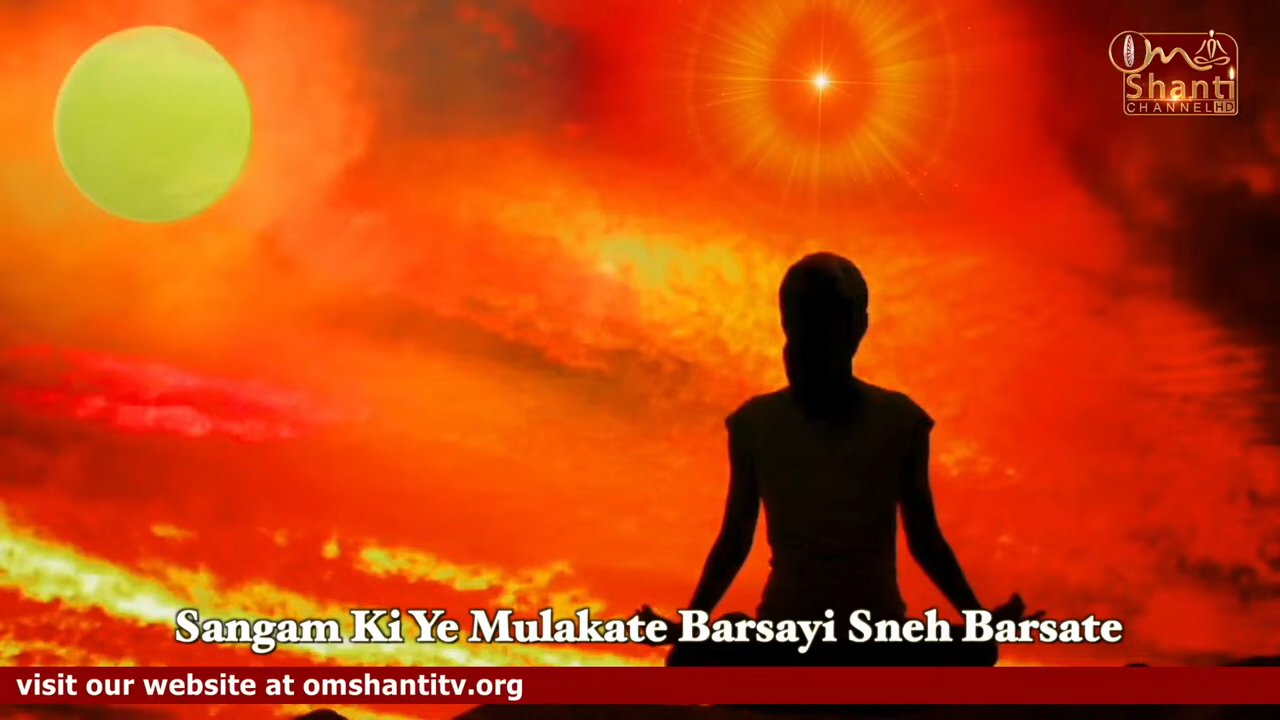 Om
Shanti
CHANNEL HD
Sangam Ki Ye Mulakate Barsayi Sneh Barsate
visit our website at omshantitv.org